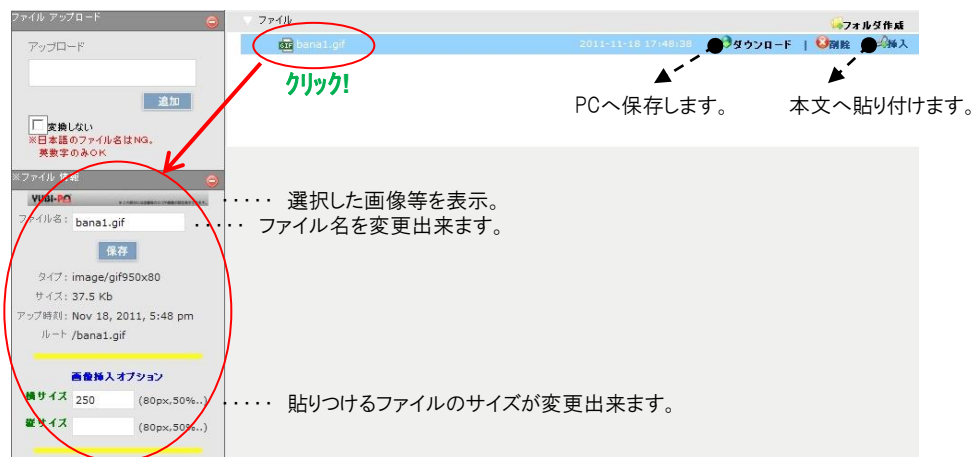 ファイル アップロード
アップロード
追加
変換しない
※日本語のファイル名はNG。
英数字のみOK
ファイル
フォルダ作成
GIF bana1.gif 2011-11-18 17:48:38 ダウンロード | 削除 挿入
クリック!
PCへ保存します。 本文へ貼り付けます。
※ファイル 情報
YUBI-PO
····· 選択した画像等を表示。
ファイル名: bana1.gif ····· ファイル名を変更出来ます。
保存
タイプ: image/gif950x80
サイズ: 37.5 Kb
アップ時刻: Nov 18, 2011, 5:48 pm
ルート /bana1.gif
画像挿入オプション
横サイズ 250 (80px,50%..) ····· 貼りつけるファイルのサイズが変更出来ます。
縦サイズ (80px,50%..)